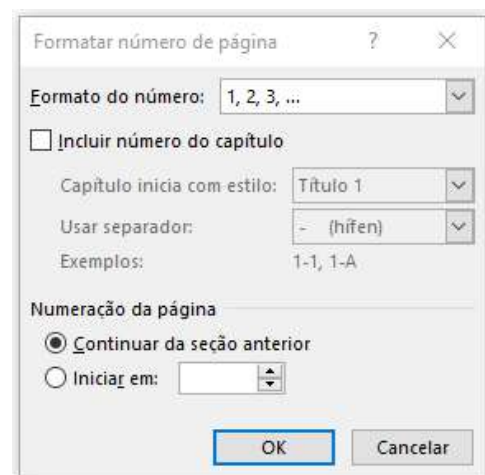 Formatar número de página ? ×
Formato do número: 1, 2, 3, ...
Incluir número do capítulo
Capítulo inicia com estilo: Título 1
Usar separador: - (hífen)
Exemplos: 1-1, 1-A
Numeração da página
Continuar da seção anterior
Iniciar em:
OK Cancelar